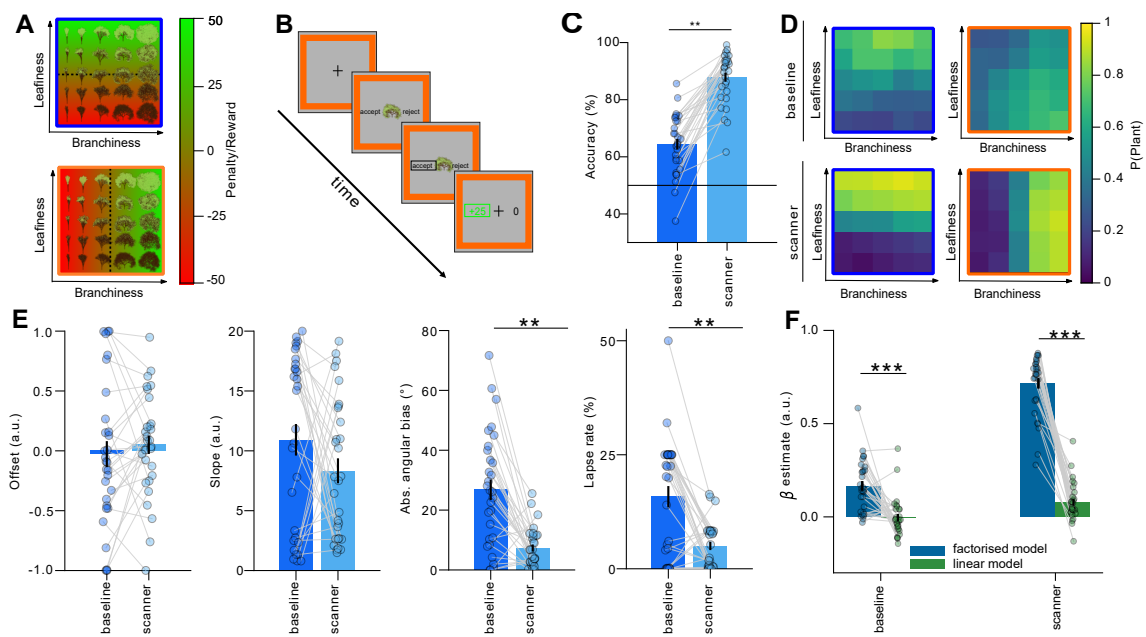 A
Leafiness
Branchiness
Leafiness
Branchiness
50
25
0
-25
-50
Penalty/Reward
B
accept
reject
accept
reject
+25
0
time
C
**
Accuracy (%)
100
80
60
40
baseline
scanner
D
baseline
Leafiness
Branchiness
Leafiness
Branchiness
scanner
Leafiness
Branchiness
Leafiness
Branchiness
1
0.8
0.6
0.4
0.2
0
P(Plant)
E
Offset (a.u.)
1.0
0.5
0.0
-0.5
-1.0
baseline
scanner
Slope (a.u.)
20
15
10
5
0
baseline
scanner
**
Abs. angular bias (°)
80
60
40
20
0
baseline
scanner
**
Lapse rate (%)
50
25
0
baseline
scanner
F
***
***
β estimate (a.u.)
1.0
0.5
0.0
factorised model
linear model
baseline
scanner